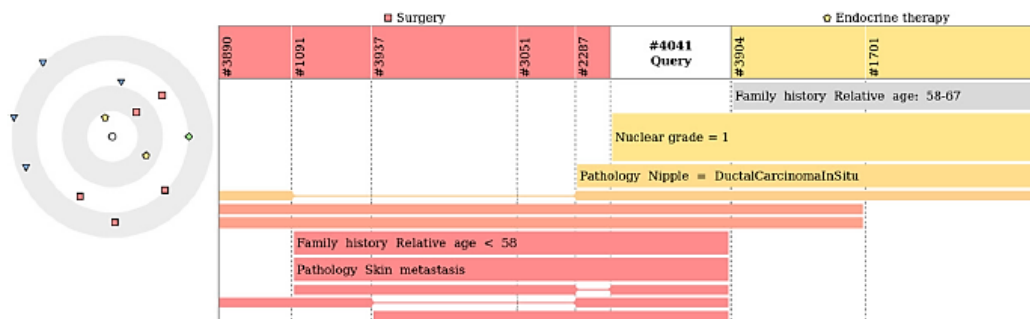 Surgery
Endocrine therapy
#3890
#1091
#3937
#3051
#2287
#4041
Query
#3904
#1701
Family history Relative age: 58-67
Nuclear grade = 1
Pathology Nipple = DuctalCarcinomaInSitu
Family history Relative age < 58
Pathology Skin metastasis